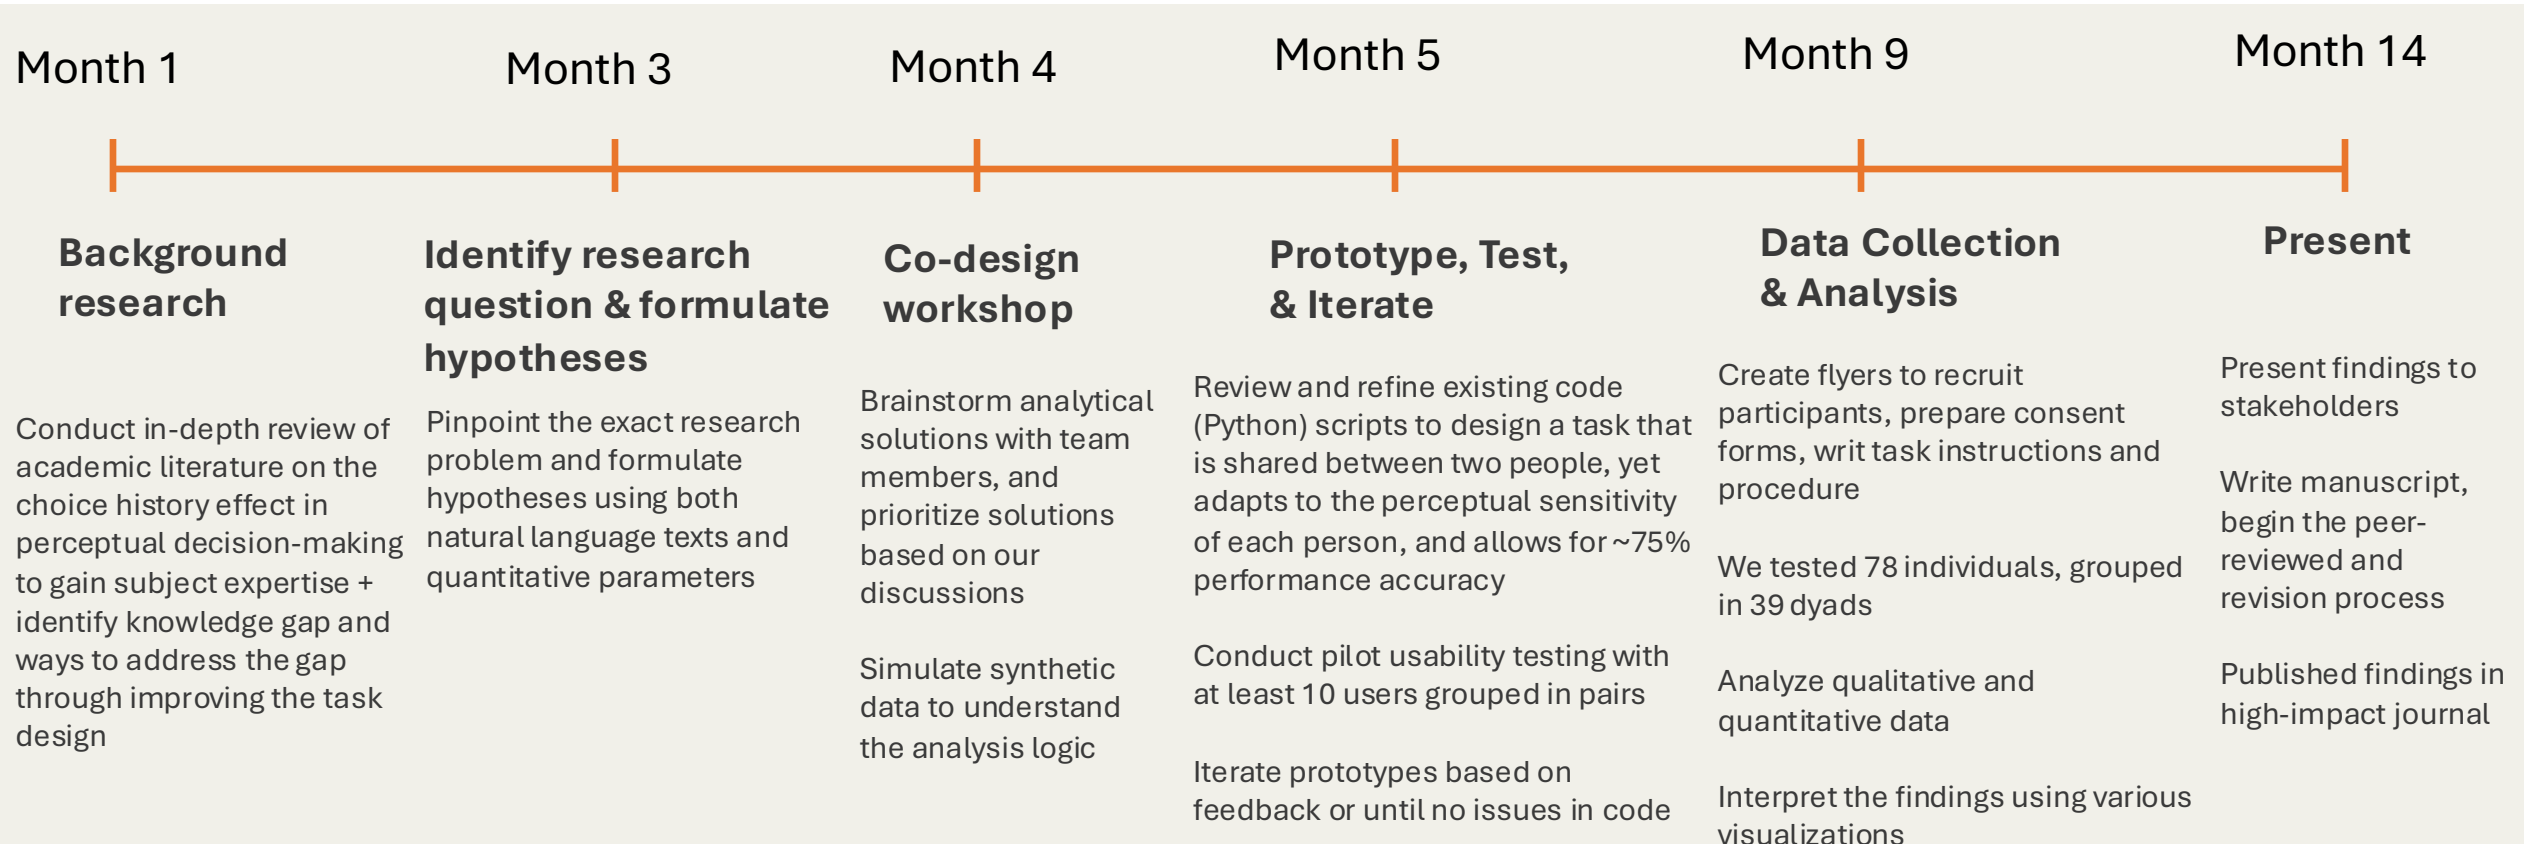 Month 1
Month 3
Month 4
Month 5
Month 9
Month 14
Background
research
Conduct in-depth review of
academic literature on the
choice history effect in
perceptual decision-making
to gain subject expertise +
identify knowledge gap and
ways to address the gap
through improving the task
design
Identify research
question & formulate
hypotheses
Pinpoint the exact research
problem and formulate
hypotheses using both
natural language texts and
quantitative parameters
Co-design
workshop
Brainstorm analytical
solutions with team
members, and
prioritize solutions
based on our
discussions
Simulate synthetic
data to understand
the analysis logic
Prototype, Test,
& Iterate
Review and refine existing code
(Python) scripts to design a task that
is shared between two people, yet
adapts to the perceptual sensitivity
of each person, and allows for ~75%
performance accuracy
Conduct pilot usability testing with
at least 10 users grouped in pairs
Iterate prototypes based on
feedback or until no issues in code
Data Collection
& Analysis
Create flyers to recruit
participants, prepare consent
forms, writ task instructions and
procedure
We tested 78 individuals, grouped
in 39 dyads
Analyze qualitative and
quantitative data
Interpret the findings using various
visualizations
Present
Present findings to
stakeholders
Write manuscript,
begin the peer-
reviewed and
revision process
Published findings in
high-impact journal